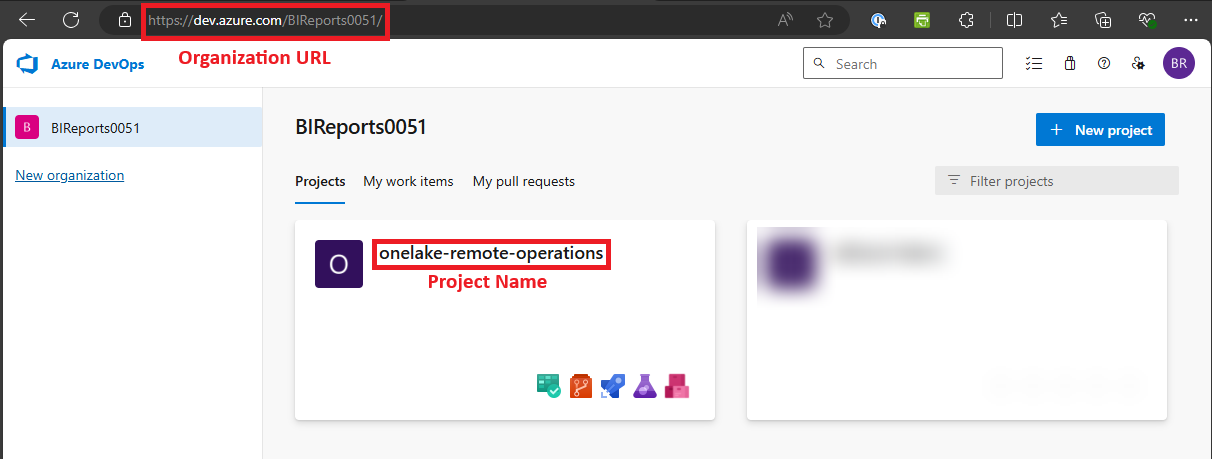 https://dev.azure.com/BIReports0051/
Organization URL
Azure DevOps
Search
BR
B
BIReports0051
New organization
BIReports0051
+ New project
Projects
My work items
My pull requests
Filter projects
O
onelake-remote-operations
Project Name